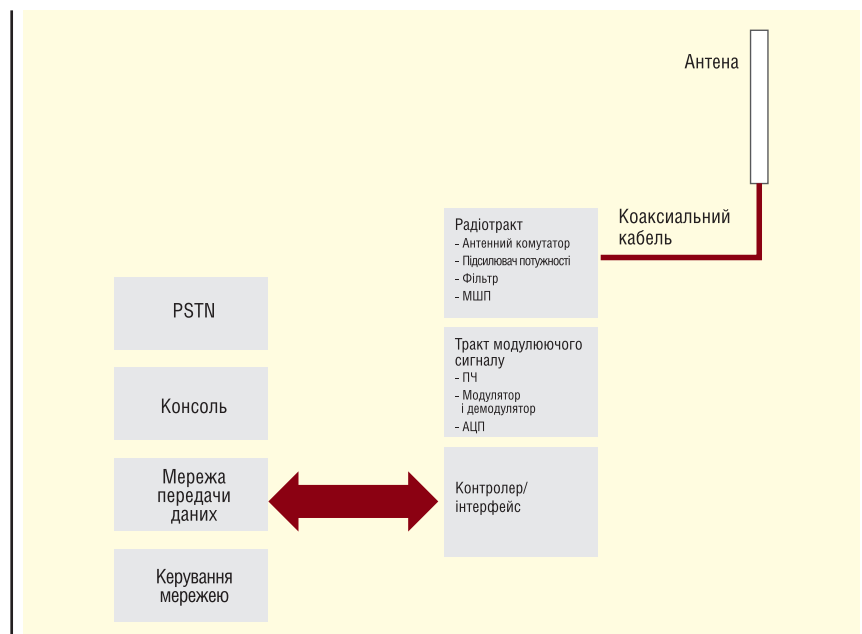 Антена
Коаксиальний
кабель
Радіотракт
– Антенний комутатор
– Підсилювач потужності
– Фільтр
– МШП
PSTN
Тракт модулюючого
сигналу
– ПЧ
– Модулятор
і демодулятор
– АЦП
Консоль
Мережа
передачи
даних
Контролер/
інтерфейс
Керування
мережею